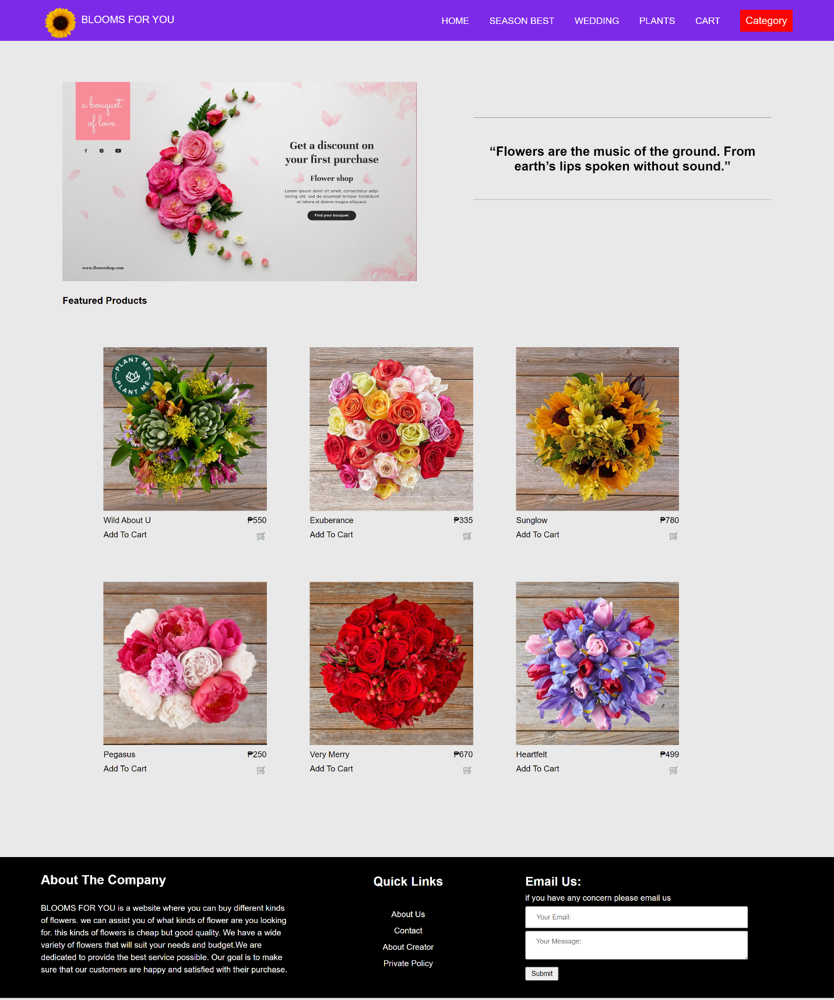 BLOOMS FOR YOU
HOME
SEASON BEST
WEDDING
PLANTS
CART
Category
a bouquet
of love
Get a discount on
your first purchase
Flower shop
Lorem ipsum dolor sit amet, consectetur adip-
isicing elit, sed do eiusmod tempor incididunt
ut labore et dolore magna aliquaut.
Find your bouquet
www.flowershop.com
“Flowers are the music of the ground. From
earth’s lips spoken without sound.”
Featured Products
PLANT ME
PLANT ME
Wild About U ₱550
Add To Cart
Exuberance ₱335
Add To Cart
Sunglow ₱780
Add To Cart
Pegasus ₱250
Add To Cart
Very Merry ₱670
Add To Cart
Heartfelt ₱499
Add To Cart
About The Company
BLOOMS FOR YOU is a website where you can buy different kinds
of flowers. we can assist you of what kinds of flower are you looking
for. this kinds of flowers is cheap but good quality. We have a wide
variety of flowers that will suit your needs and budget.We are
dedicated to provide the best service possible. Our goal is to make
sure that our customers are happy and satisfied with their purchase.
Quick Links
About Us
Contact
About Creator
Private Policy
Email Us:
if you have any concern please email us
Your Email:
Your Message:
Submit